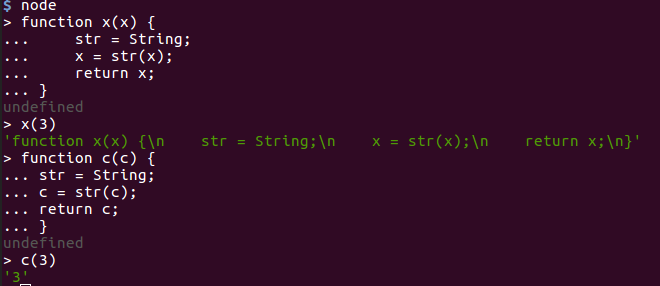 $ node
> function x(x) {
...     str = String;
...     x = str(x);
...     return x;
... }
undefined
> x(3)
'function x(x) {\n    str = String;\n    x = str(x);\n    return x;\n}'
> function c(c) {
... str = String;
... c = str(c);
... return c;
... }
undefined
> c(3)
'3'